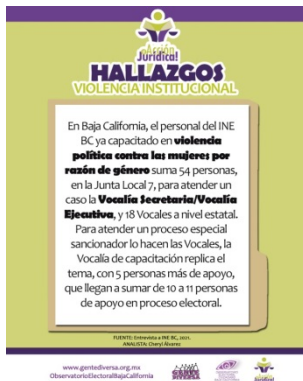 ¡Acción
Jurídica!
HALLAZGOS
VIOLENCIA INSTITUCIONAL
En Baja California, el personal del INE
BC ya capacitado en violencia
política contra las mujeres por
razón de género suma 54 personas,
en la Junta Local 7, para atender un
caso la Vocalía Secretaria/Vocalía
Ejecutiva, y 18 Vocales a nivel estatal.
Para atender un proceso especial
sancionador lo hacen las Vocales, la
Vocalía de capacitación replica el
tema, con 5 personas más de apoyo,
que llegan a sumar de 10 a 11 personas
de apoyo en proceso electoral.
FUENTE: Entrevista a INE BC, 2021.
ANALISTA: Cheryl Álvarez
www.gentediversa.org.mx
ObservatorioElectoralBajaCalifornia
GENTE
DIVERSA